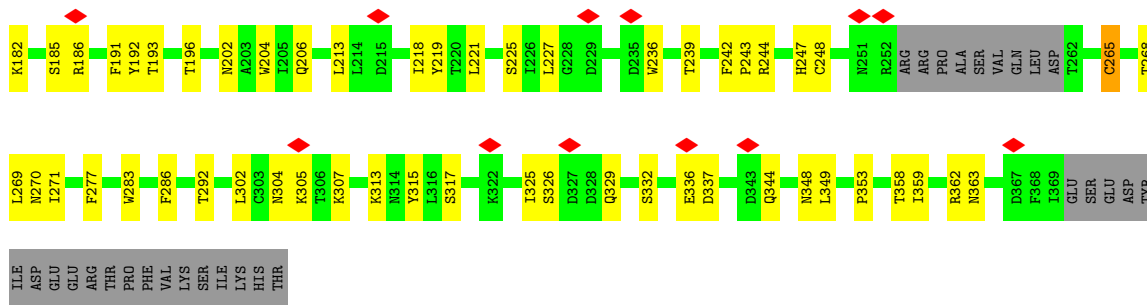 K182 S185 R186 F191 Y192 T193 T196 N202 A203 W204 I205 Q206 L213 L214 D215 I218 Y219 T220 L221 S225 I226 L227 G228 D229 D235 W236 T239 F242 P243 R244 H247 C248 N251 R252 ARG ARG PRO ALA SER VAL GLN LEU ASP T262 C265 T268
L269 N270 I271 F277 W283 F286 T292 L302 C303 N304 K305 T306 K307 K313 N314 Y315 L316 S317 K322 I325 S326 D327 D328 Q329 S332 E336 D337 D343 Q344 N348 L349 P353 T358 I359 R362 N363 D367 F368 I369 GLU SER GLU ASP TYR
ILE ASP GLU GLU ARG THR PRO PHE VAL LYS SER ILE LYS HIS THR